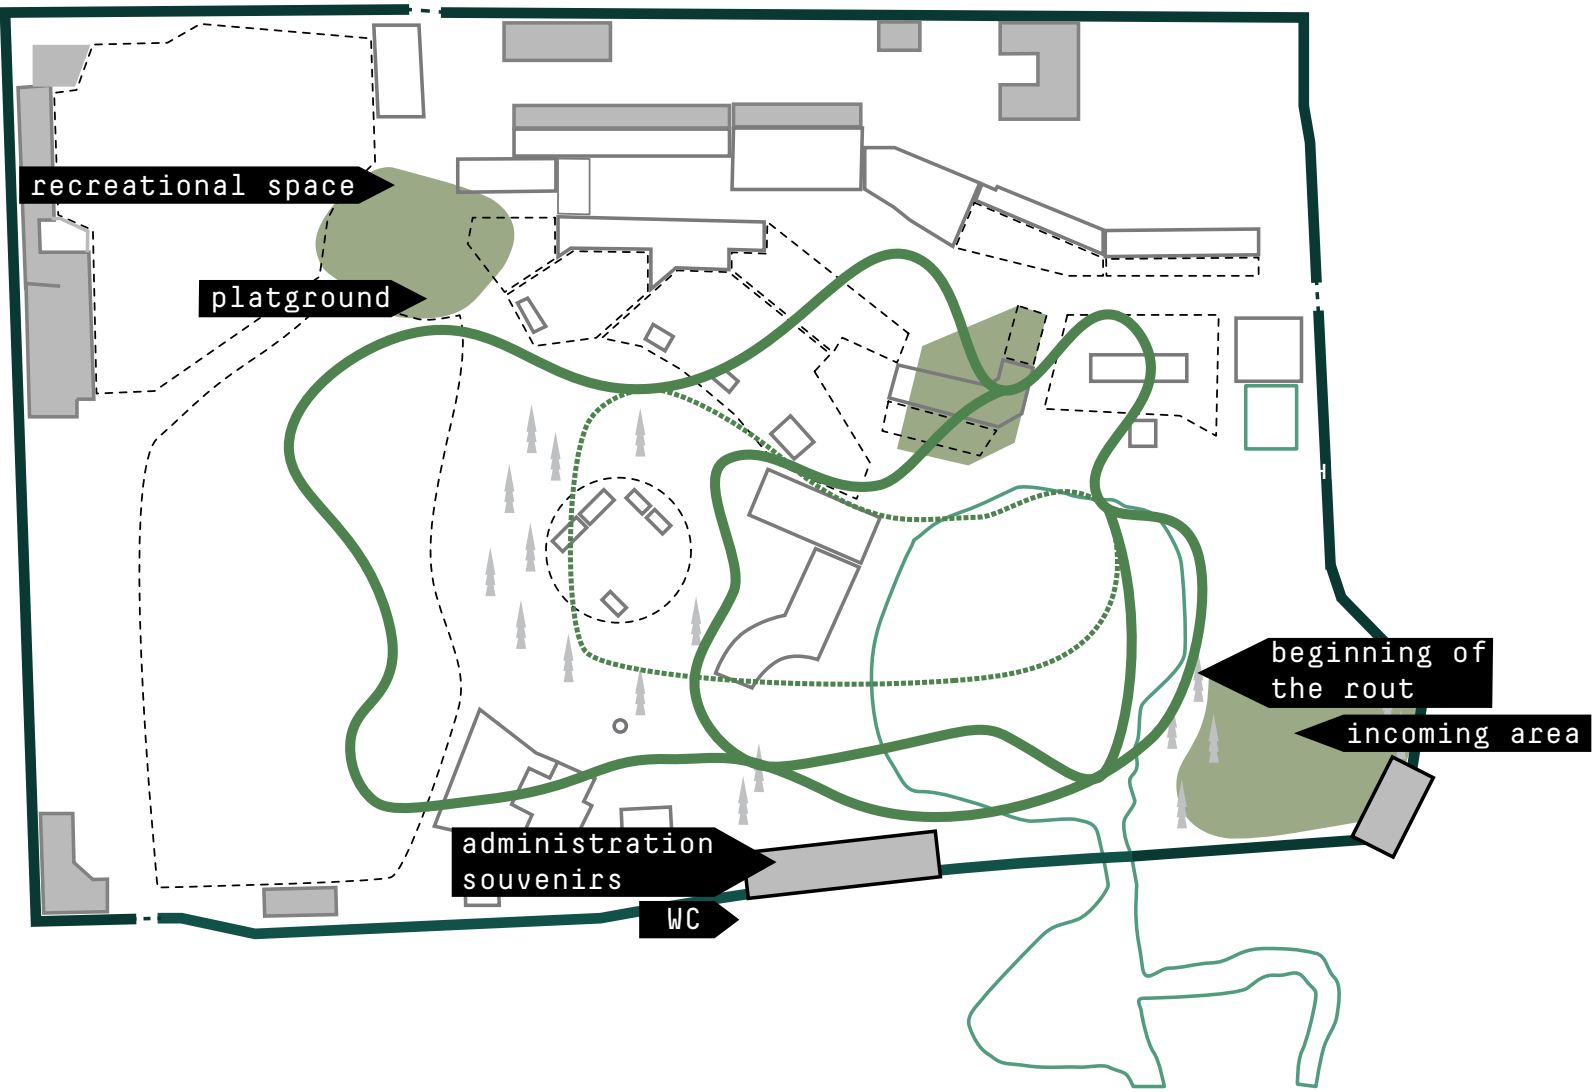 recreational space
platground
beginning of
the rout
incoming area
administration
souvenirs
WC